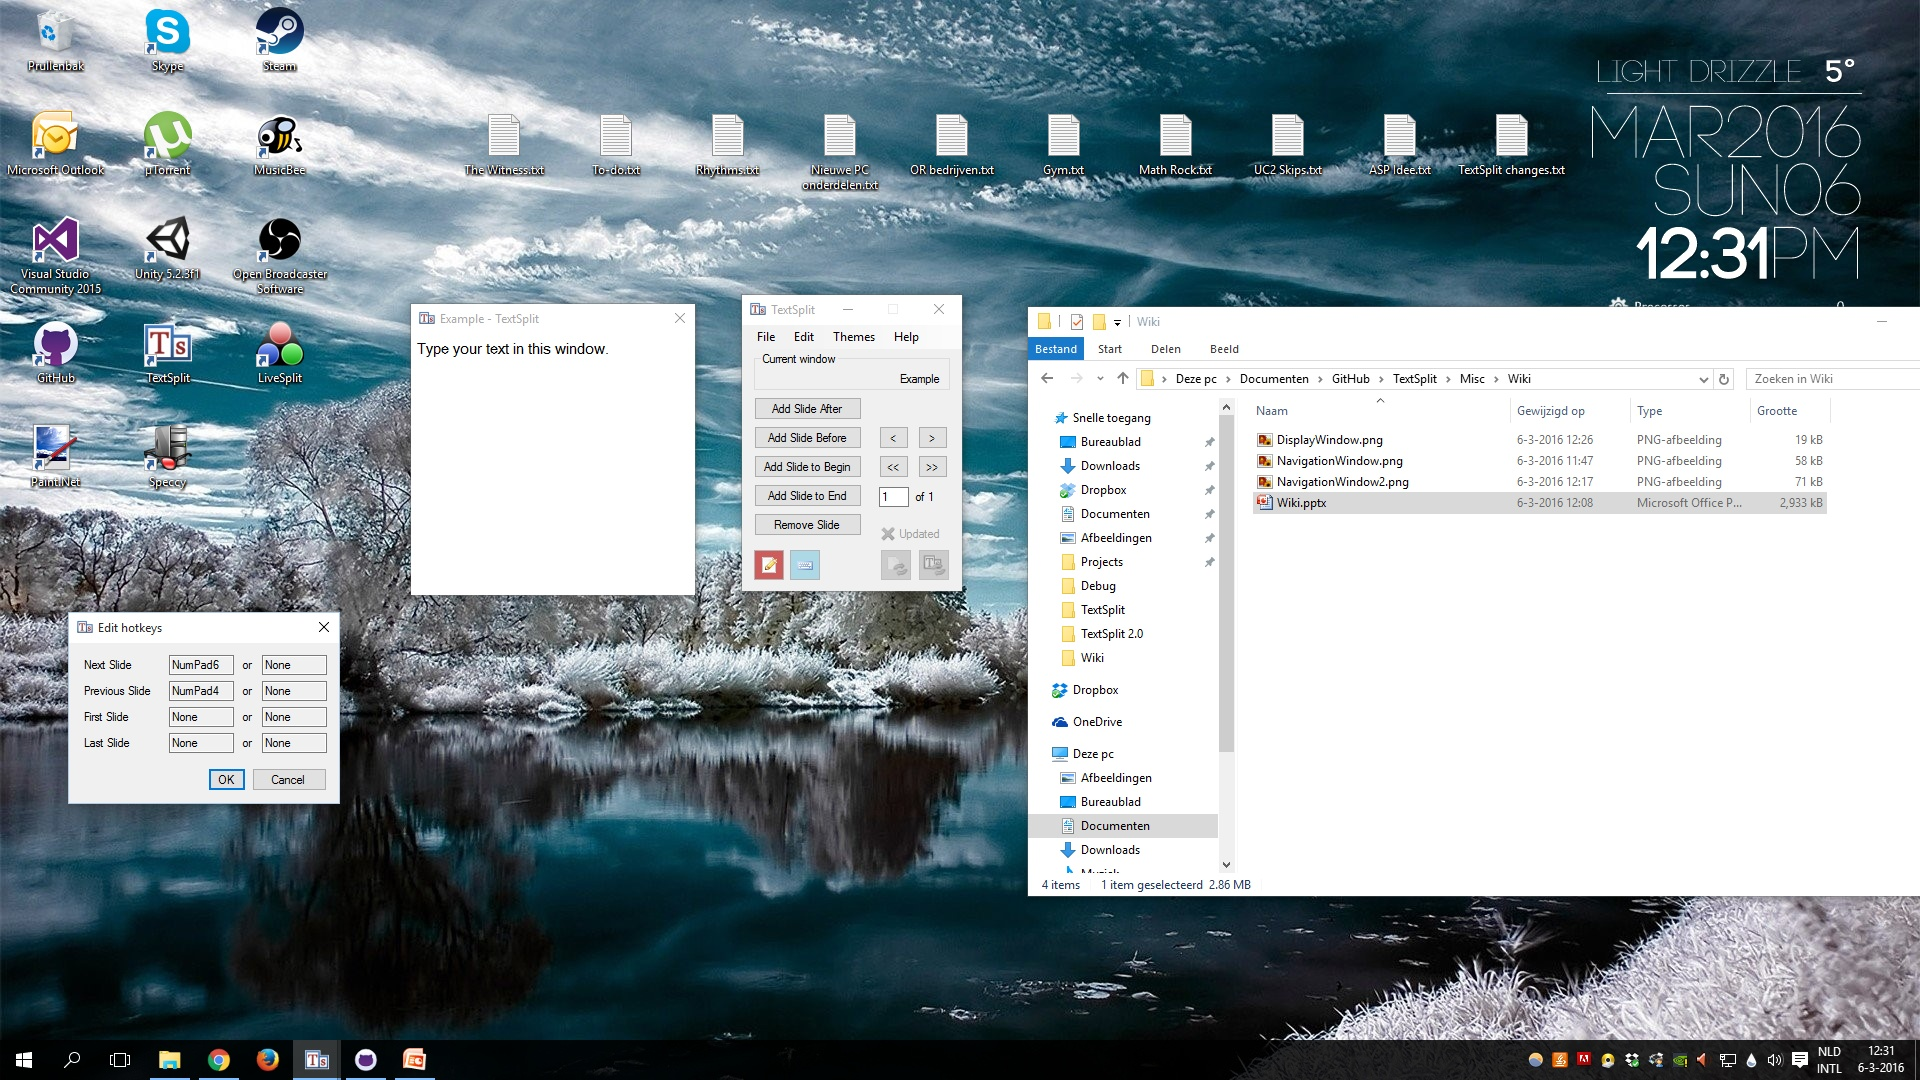 Prullenbak
Skype
Steam
LIGHT DRIZZLE 5°
MAR2016
SUN06
12:31PM
Microsoft Outlook
µTorrent
MusicBee
The Witness.txt
To-do.txt
Rhythms.txt
Nieuwe PC
onderdelen.txt
OR bedrijven.txt
Gym.txt
Math Rock.txt
UC2 Skips.txt
ASP Idee.txt
TextSplit changes.txt
Visual Studio
Community 2015
Unity 5.2.3f1
Open Broadcaster
Software
GitHub
TextSplit
LiveSplit
Paint.Net
Speccy
Example - TextSplit
Type your text in this window.
TextSplit
File Edit Themes Help
Current window
Example
Add Slide After
Add Slide Before < >
Add Slide to Begin << >>
Add Slide to End 1 of 1
Remove Slide
Updated
Edit hotkeys
Next Slide NumPad6 or None
Previous Slide NumPad4 or None
First Slide None or None
Last Slide None or None
OK Cancel
Processor 0
Wiki
Bestand Start Delen Beeld
Deze pc > Documenten > GitHub > TextSplit > Misc > Wiki
Zoeken in Wiki
Naam Gewijzigd op Type Grootte
DisplayWindow.png 6-3-2016 12:26 PNG-afbeelding 19 kB
NavigationWindow.png 6-3-2016 11:47 PNG-afbeelding 58 kB
NavigationWindow2.png 6-3-2016 12:17 PNG-afbeelding 71 kB
Wiki.pptx 6-3-2016 12:08 Microsoft Office P... 2,933 kB
Snelle toegang
Bureaublad
Downloads
Dropbox
Documenten
Afbeeldingen
Projects
Debug
TextSplit
TextSplit 2.0
Wiki
Dropbox
OneDrive
Deze pc
Afbeeldingen
Bureaublad
Documenten
Downloads
Muziek
4 items 1 item geselecteerd 2.86 MB
NLD
INTL
12:31
6-3-2016